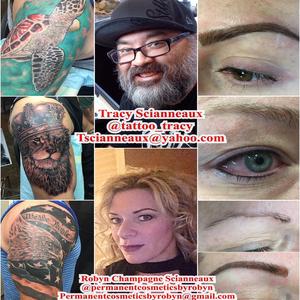 Tracy Scianneaux
@tattoo_tracy
Tscianneaux@yahoo.com
Robyn Champagne Scianneaux
@permanentcosmeticsbyrobyn
Permanentcosmeticsbyrobyn@gmail.com